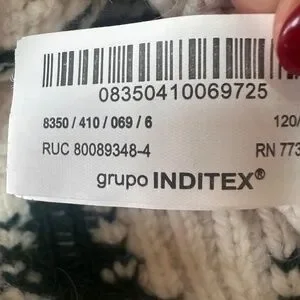 08350410069725
8350 / 410 / 069 / 6 120/
RUC 80089348-4 RN 773
grupo INDITEX®